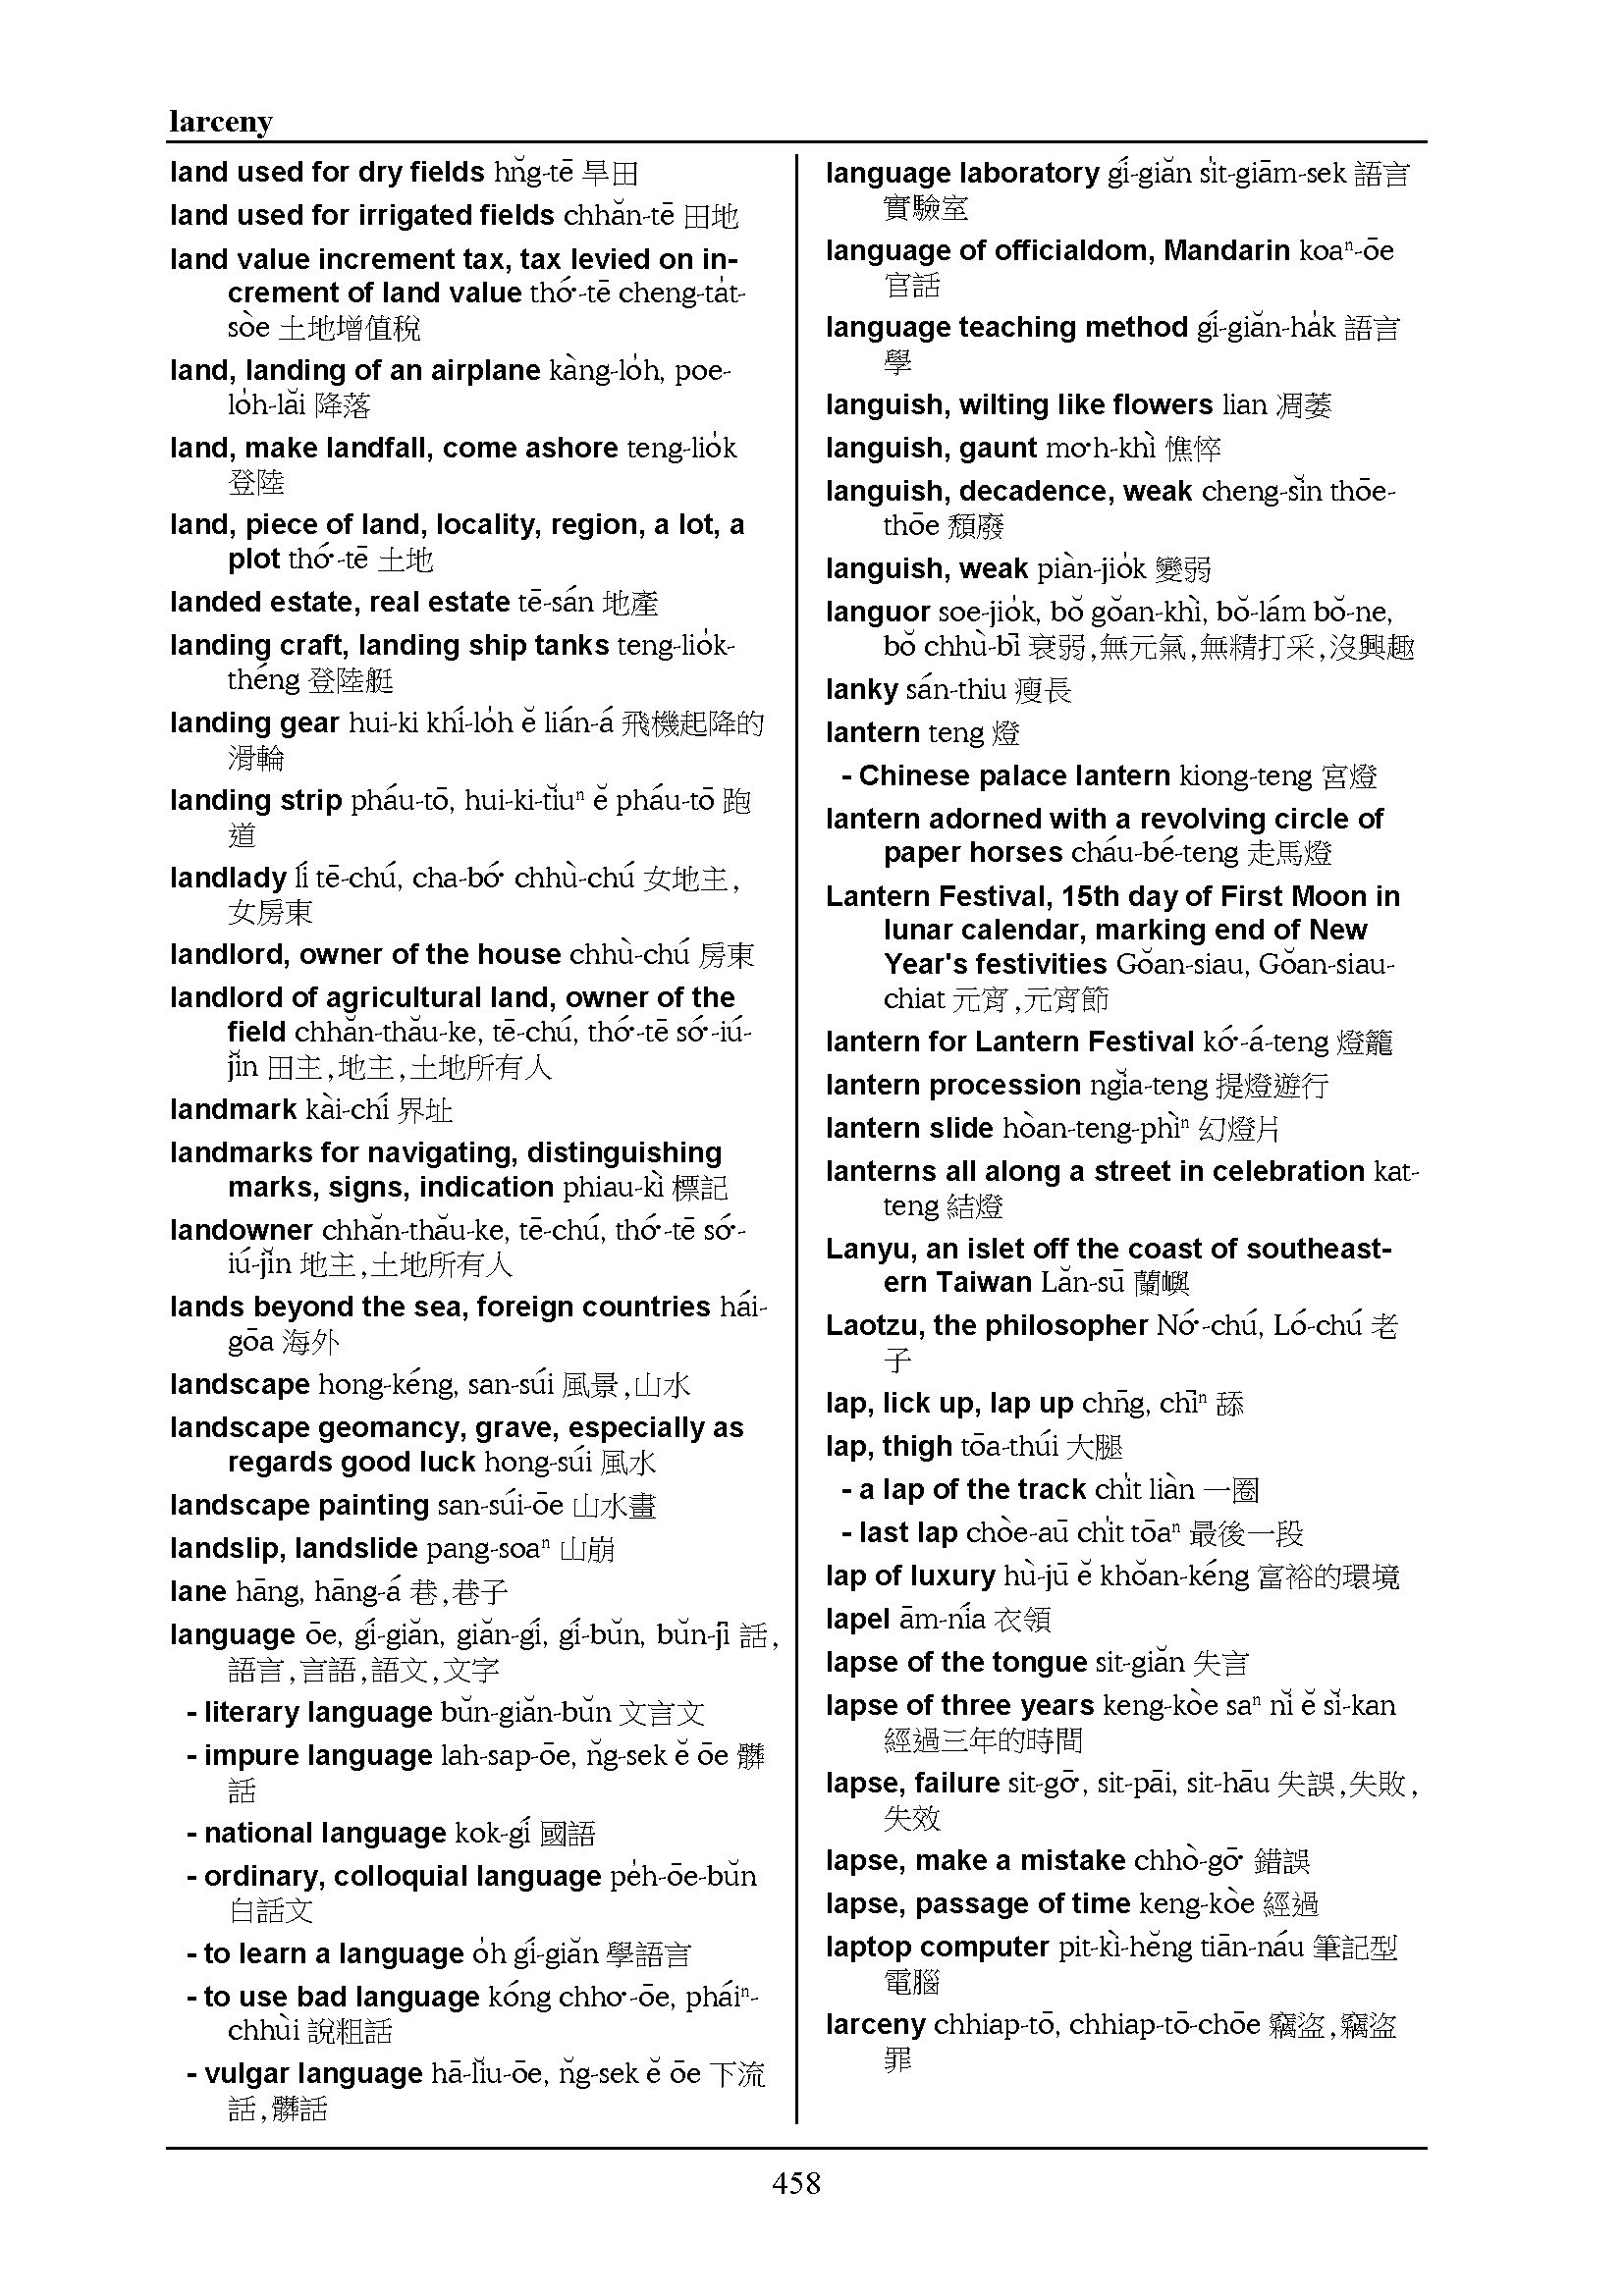 larceny
land used for dry fields hn̆g-tē 旱田
land used for irrigated fields chhăn-tē 田地
land value increment tax, tax levied on in-
crement of land value thó͘-tē cheng-ta̍t-
sòe 土地增值稅
land, landing of an airplane kàng-lo̍h, poe-
lo̍h-lăi 降落
land, make landfall, come ashore teng-lio̍k
登陸
land, piece of land, locality, region, a lot, a
plot thó͘-tē 土地
landed estate, real estate tē-sán 地產
landing craft, landing ship tanks teng-lio̍k-
théng 登陸艇
landing gear hui-ki khí-lo̍h ĕ lián-á 飛機起降的
滑輪
landing strip pháu-tō, hui-ki-tĭuⁿ ĕ pháu-tō 跑
道
landlady lí tē-chú, cha-bó͘ chhù-chú 女地主,
女房東
landlord, owner of the house chhù-chú 房東
landlord of agricultural land, owner of the
field chhăn-thău-ke, tē-chú, thó͘-tē só͘-iú-
jĭn 田主,地主,土地所有人
landmark kài-chí 界址
landmarks for navigating, distinguishing
marks, signs, indication phiau-kì 標記
landowner chhăn-thău-ke, tē-chú, thó͘-tē só͘-
iú-jĭn 地主,土地所有人
lands beyond the sea, foreign countries hái-
gōa 海外
landscape hong-kéng, san-súi 風景,山水
landscape geomancy, grave, especially as
regards good luck hong-súi 風水
landscape painting san-súi-ōe 山水畫
landslip, landslide pang-soaⁿ 山崩
lane hāng, hāng-á 巷,巷子
language ōe, gí-giăn, giăn-gí, gí-bŭn, bŭn-jī 話,
語言,言語,語文,文字
- literary language bŭn-giăn-bŭn 文言文
- impure language lah-sap-ōe, n̆g-sek ĕ ōe 髒
話
- national language kok-gí 國語
- ordinary, colloquial language pe̍h-ōe-bŭn
白話文
- to learn a language o̍h gí-giăn 學語言
- to use bad language kóng chho͘-ōe, pháiⁿ-
chhùi 說粗話
- vulgar language hā-lĭu-ōe, n̆g-sek ĕ ōe 下流
話,髒話
language laboratory gí-giăn si̍t-giām-sek 語言
實驗室
language of officialdom, Mandarin koaⁿ-ōe
官話
language teaching method gí-giăn-ha̍k 語言
學
languish, wilting like flowers lian 凋萎
languish, gaunt mo͘h-khì 憔悴
languish, decadence, weak cheng-sĭn thōe-
thōe 頹廢
languish, weak piàn-jio̍k 變弱
languor soe-jio̍k, bŏ gŏan-khì, bŏ-lám bŏ-ne,
bŏ chhù-bī 衰弱,無元氣,無精打采,沒興趣
lanky sán-thiu 瘦長
lantern teng 燈
- Chinese palace lantern kiong-teng 宮燈
lantern adorned with a revolving circle of
paper horses cháu-bé-teng 走馬燈
Lantern Festival, 15th day of First Moon in
lunar calendar, marking end of New
Year's festivities Gŏan-siau, Gŏan-siau-
chiat 元宵,元宵節
lantern for Lantern Festival kó͘-á-teng 燈籠
lantern procession ngĭa-teng 提燈遊行
lantern slide hòan-teng-phìⁿ 幻燈片
lanterns all along a street in celebration kat-
teng 結燈
Lanyu, an islet off the coast of southeast-
ern Taiwan Lăn-sū 蘭嶼
Laotzu, the philosopher Nó͘-chú, Ló-chú 老
子
lap, lick up, lap up chn̄g, chīⁿ 舔
lap, thigh tōa-thúi 大腿
- a lap of the track chi̍t liàn 一圈
- last lap chòe-aū chi̍t tōaⁿ 最後一段
lap of luxury hù-jū ĕ khŏan-kéng 富裕的環境
lapel ām-nía 衣領
lapse of the tongue sit-giăn 失言
lapse of three years keng-kòe saⁿ nĭ ĕ sĭ-kan
經過三年的時間
lapse, failure sit-gō͘, sit-pāi, sit-hāu 失誤,失敗,
失效
lapse, make a mistake chhò-gō͘ 錯誤
lapse, passage of time keng-kòe 經過
laptop computer pit-kì-hĕng tiān-náu 筆記型
電腦
larceny chhiap-tō, chhiap-tō-chōe 竊盜,竊盜
罪
458